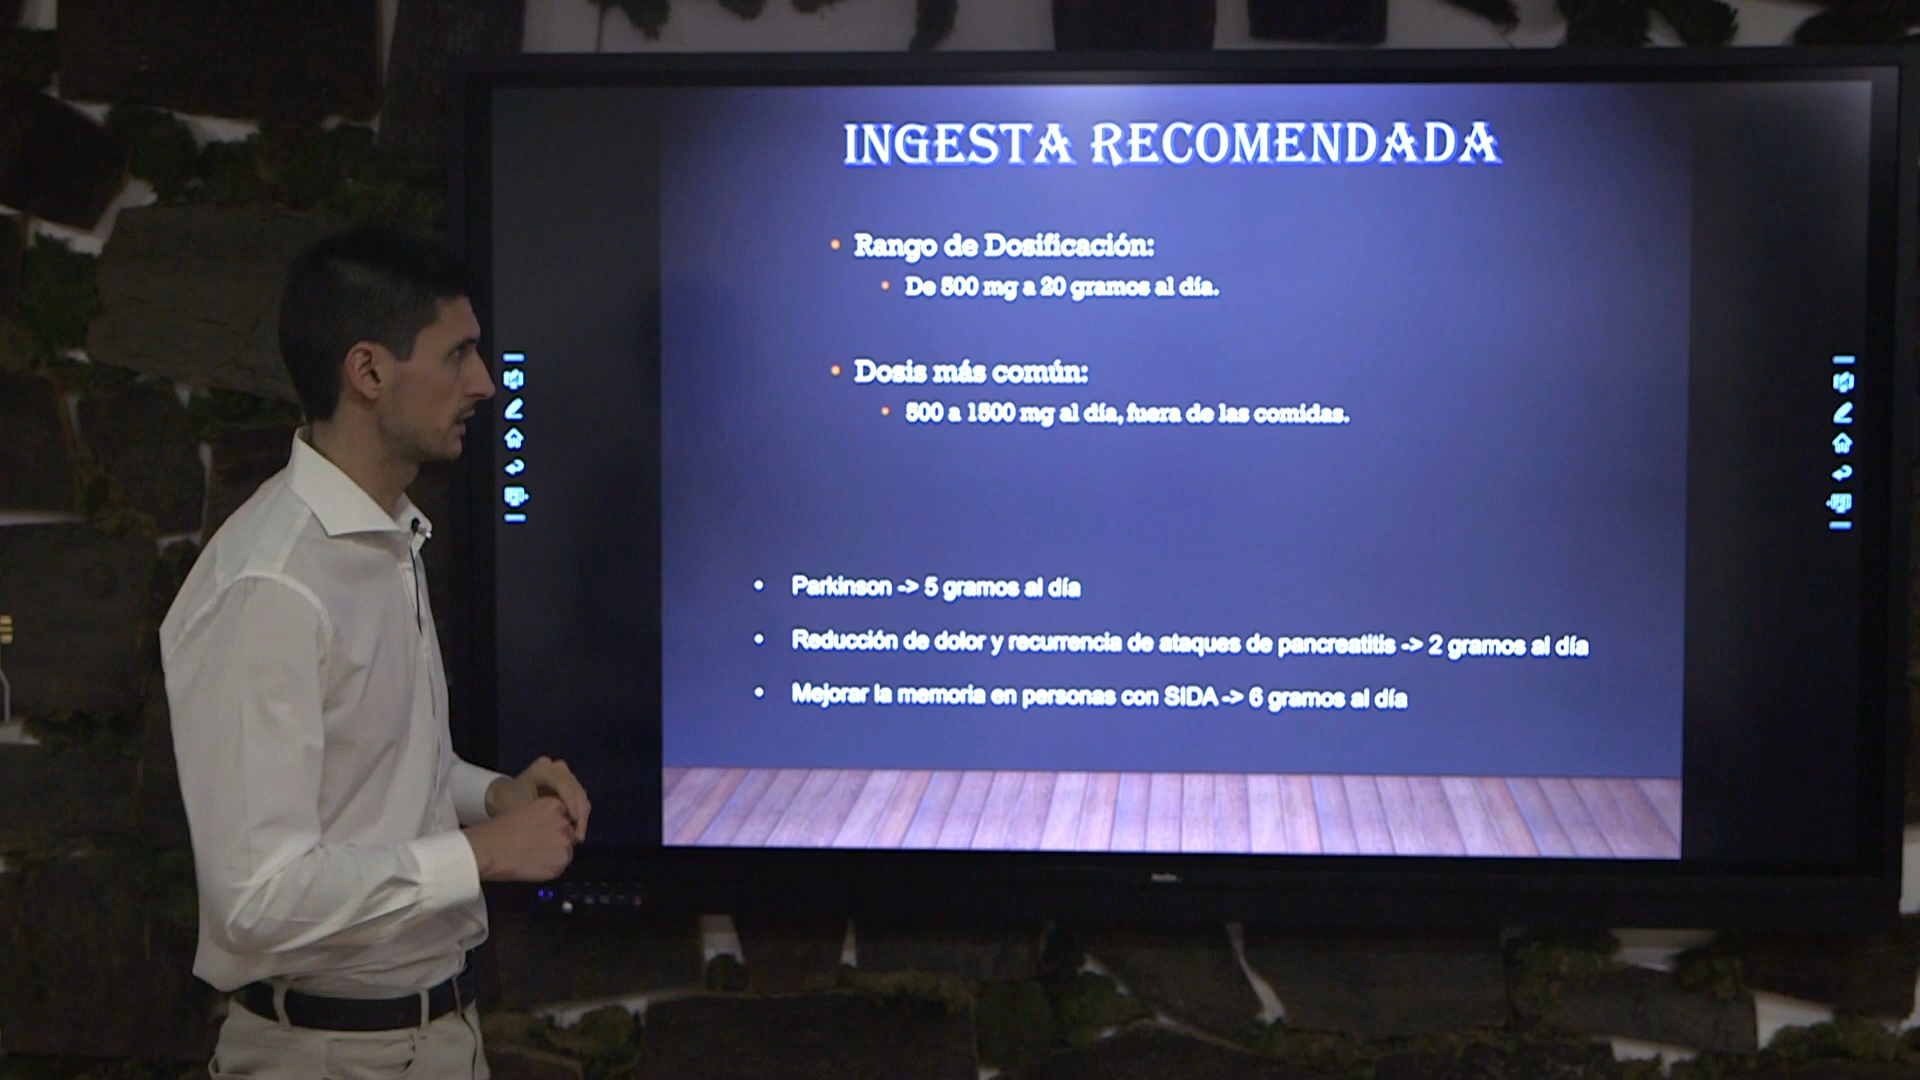 INGESTA RECOMENDADA
• Rango de Dosificación:
• De 500 mg a 20 gramos al día.
• Dosis más común:
• 500 a 1500 mg al día, fuera de las comidas.
• Parkinson -> 5 gramos al día
• Reducción de dolor y recurrencia de ataques de pancreatitis -> 2 gramos al día
• Mejorar la memoria en personas con SIDA -> 6 gramos al día